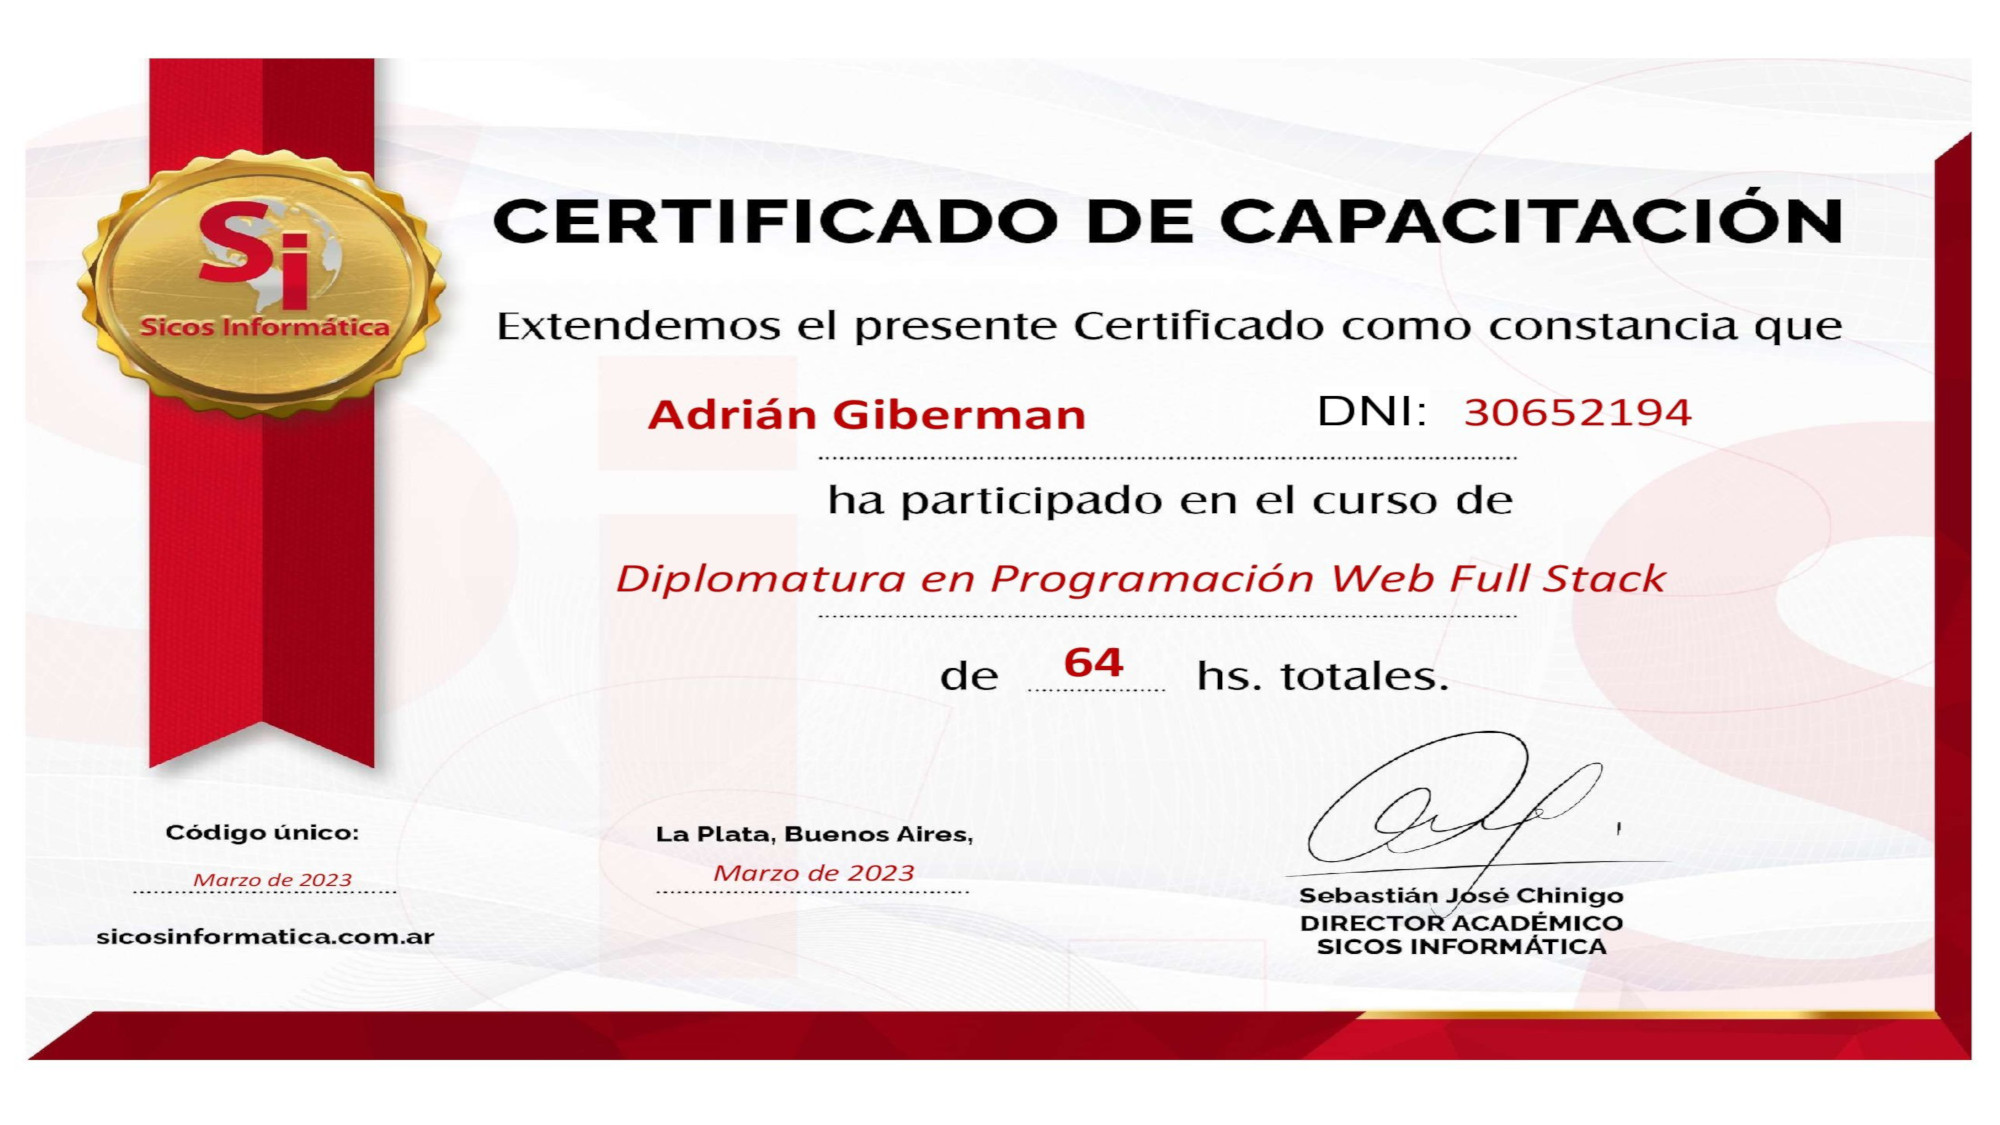 Si
Sicos Informática
CERTIFICADO DE CAPACITACIÓN
Extendemos el presente Certificado como constancia que
Adrián Giberman DNI: 30652194
ha participado en el curso de
Diplomatura en Programación Web Full Stack
de 64 hs. totales.
Código único:
Marzo de 2023
sicosinformatica.com.ar
La Plata, Buenos Aires,
Marzo de 2023
Sebastián José Chinigo
DIRECTOR ACADÉMICO
SICOS INFORMÁTICA